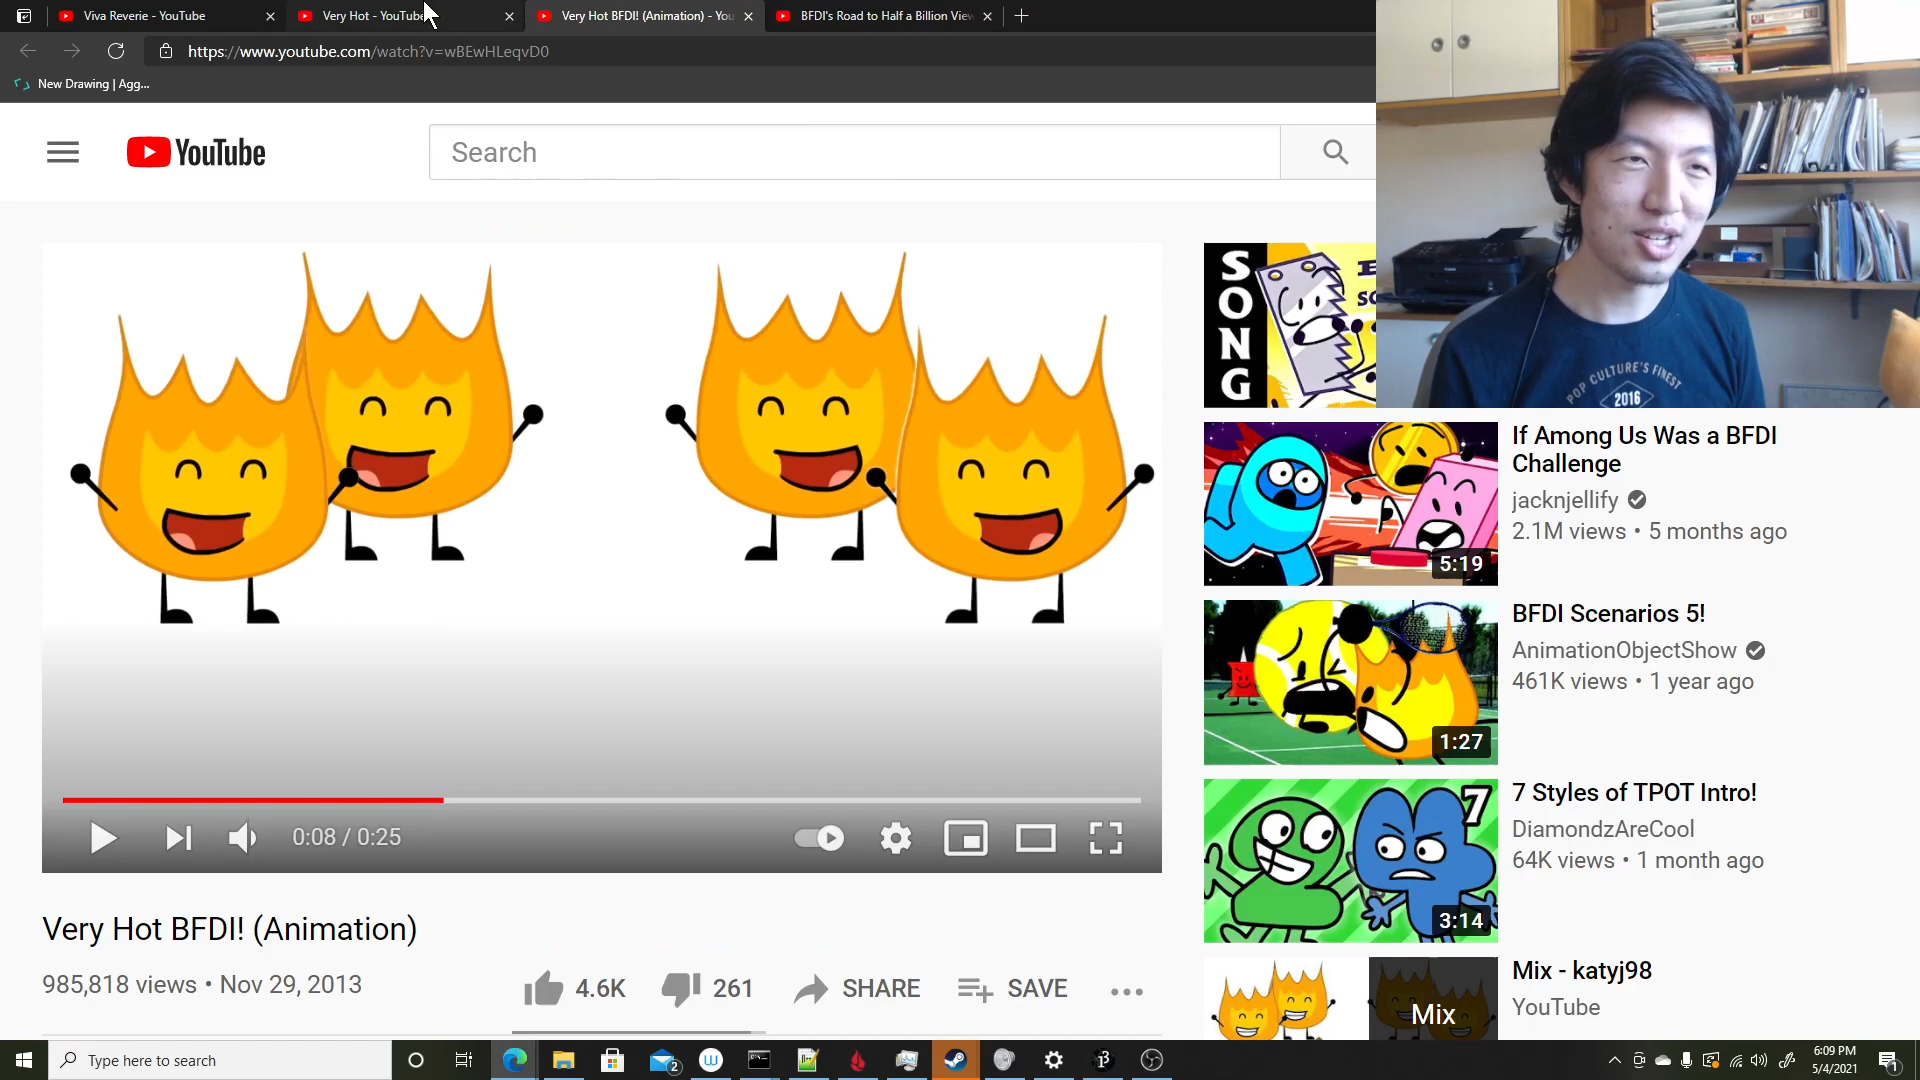 Viva Reverie - YouTube
Very Hot - YouTube
Very Hot BFDI! (Animation) - You
BFDI's Road to Half a Billion View
https://www.youtube.com/watch?v=wBEwHLeqvD0
New Drawing | Agg...
YouTube
Search
SONG
POP CULTURE'S FINEST
2016
If Among Us Was a BFDI
Challenge
jacknjellify
2.1M views • 5 months ago
5:19
BFDI Scenarios 5!
AnimationObjectShow
461K views • 1 year ago
1:27
7
7 Styles of TPOT Intro!
DiamondzAreCool
64K views • 1 month ago
3:14
Mix - katyj98
YouTube
Mix
0:08 / 0:25
Very Hot BFDI! (Animation)
985,818 views • Nov 29, 2013
4.6K
261
SHARE
SAVE
Type here to search
2
6:09 PM
5/4/2021
1